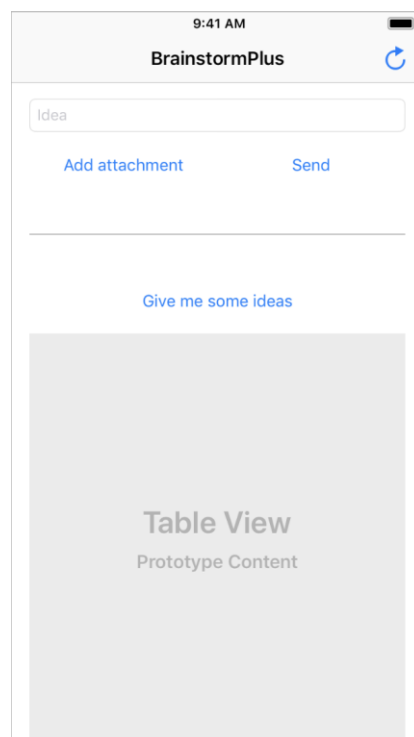 9:41 AM
BrainstormPlus
Idea
Add attachment Send
Give me some ideas
Table View
Prototype Content